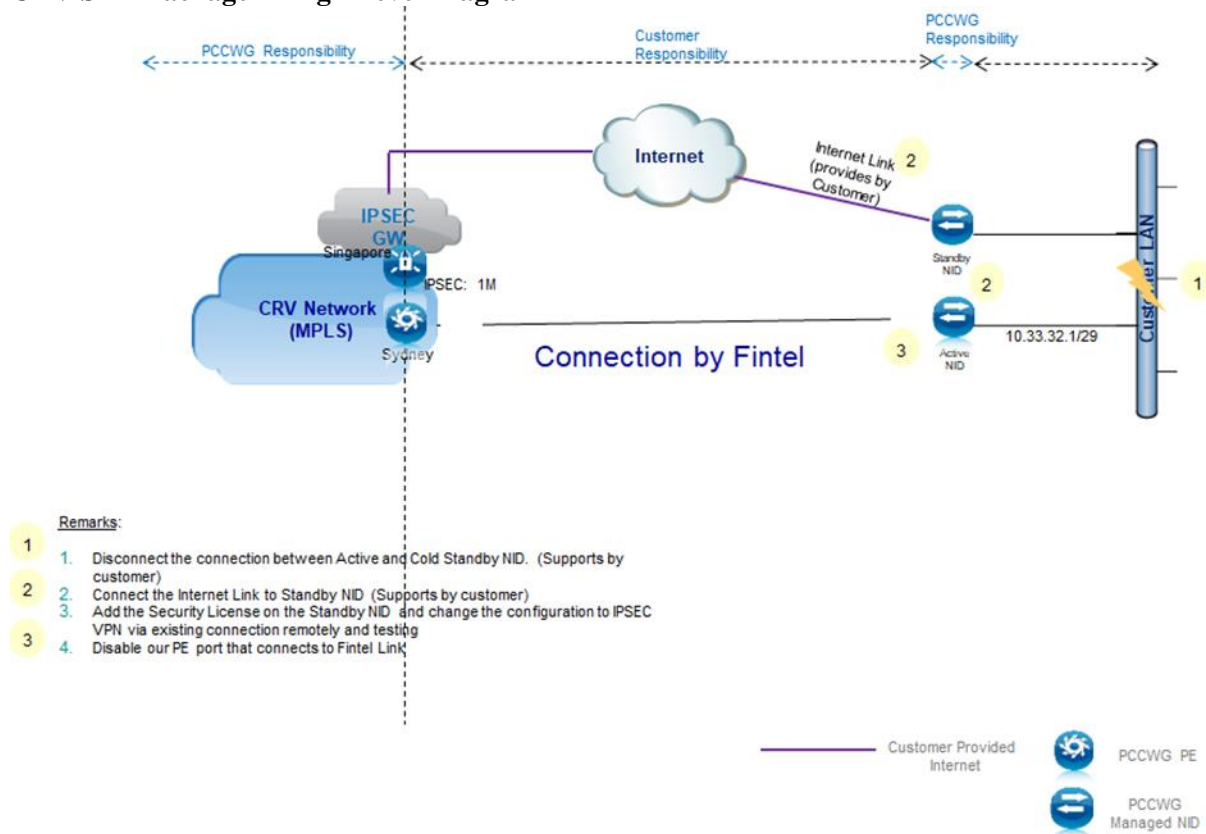 PCCWG Responsibility
Customer
Responsibility
PCCWG
Responsibility
Internet
Internet Link
(provides by
Customer)
2
IPSEC
GW
Singapore
IPSEC: 1M
CRV Network
(MPLS)
Sydney
Standby
NID
2
Customer LAN
1
Connection by Fintel
3
Active
NID
10.33.32.1/29
Remarks:
1
1. Disconnect the connection between Active and Cold Standby NID. (Supports by
customer)
2
2. Connect the Internet Link to Standby NID (Supports by customer)
3. Add the Security License on the Standby NID and change the configuration to IPSEC
VPN via existing connection remotely and testing
3
4. Disable our PE port that connects to Fintel Link
Customer Provided
Internet
PCCWG PE
PCCWG
Managed NID